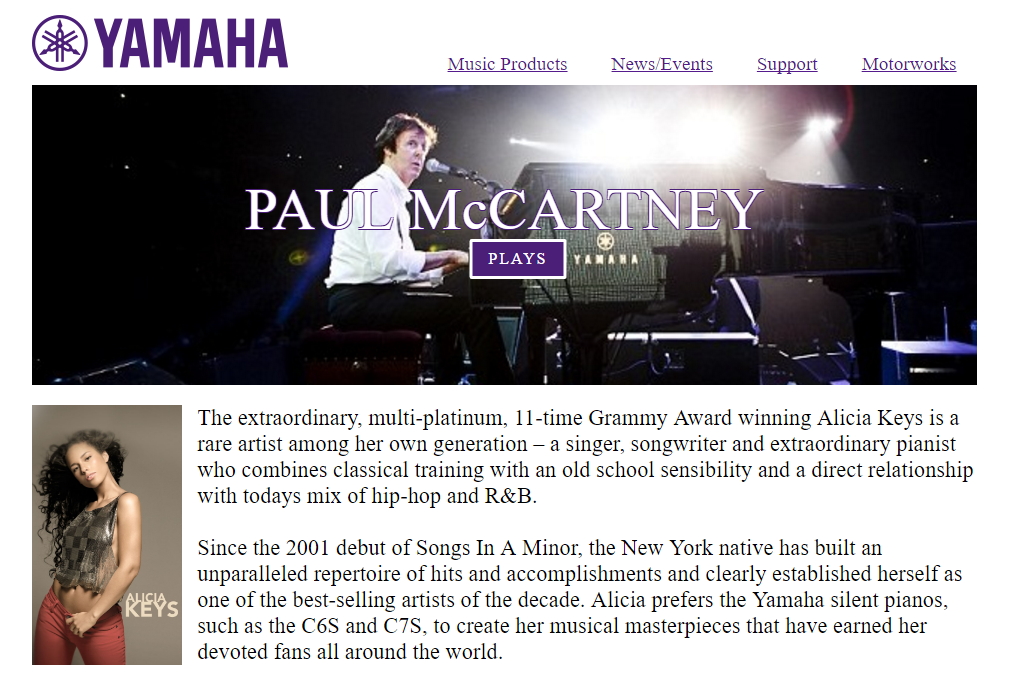 YAMAHA
Music Products News/Events Support Motorworks
PAUL McCARTNEY
PLAYS
YAMAHA
The extraordinary, multi-platinum, 11-time Grammy Award winning Alicia Keys is a
rare artist among her own generation – a singer, songwriter and extraordinary pianist
who combines classical training with an old school sensibility and a direct relationship
with todays mix of hip-hop and R&B.
Since the 2001 debut of Songs In A Minor, the New York native has built an
unparalleled repertoire of hits and accomplishments and clearly established herself as
one of the best-selling artists of the decade. Alicia prefers the Yamaha silent pianos,
such as the C6S and C7S, to create her musical masterpieces that have earned her
devoted fans all around the world.
ALICIA
KEYS